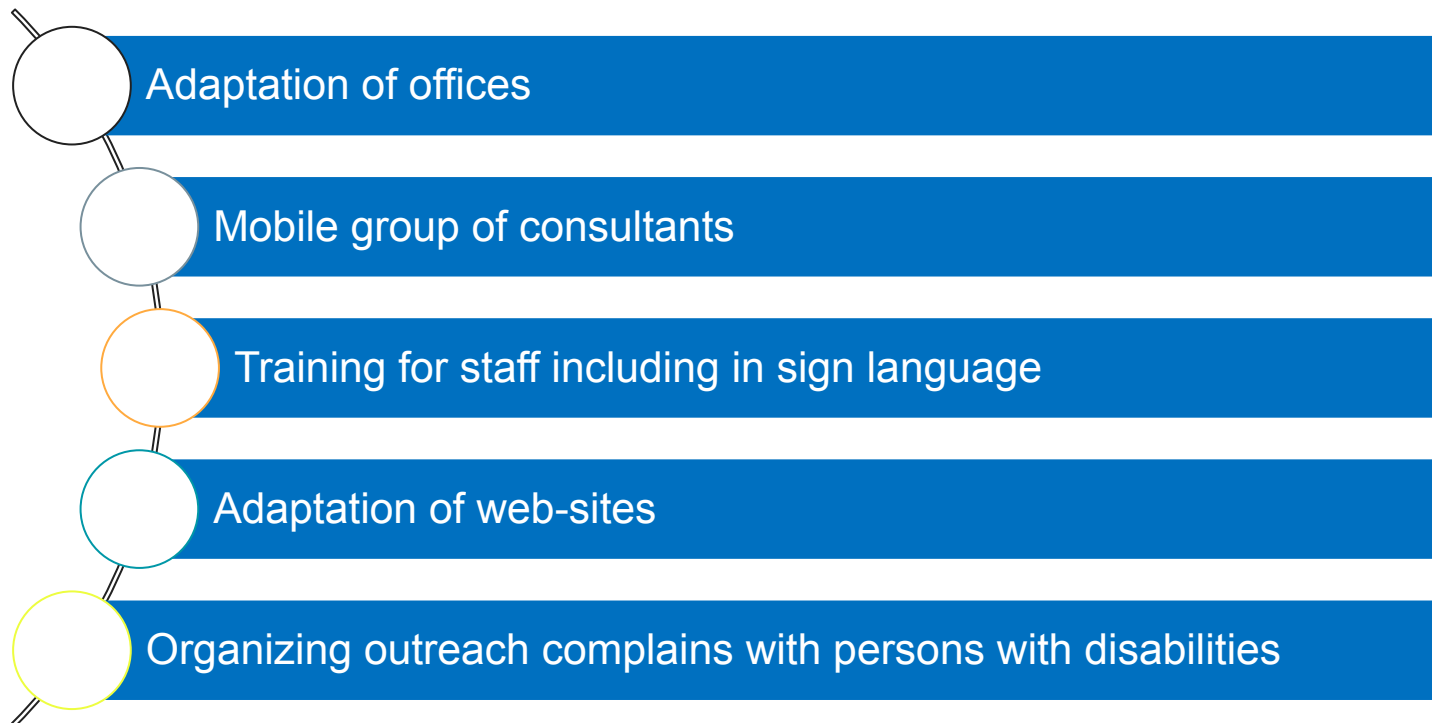 Adaptation of offices
Mobile group of consultants
Training for staff including in sign language
Adaptation of web-sites
Organizing outreach complains with persons with disabilities